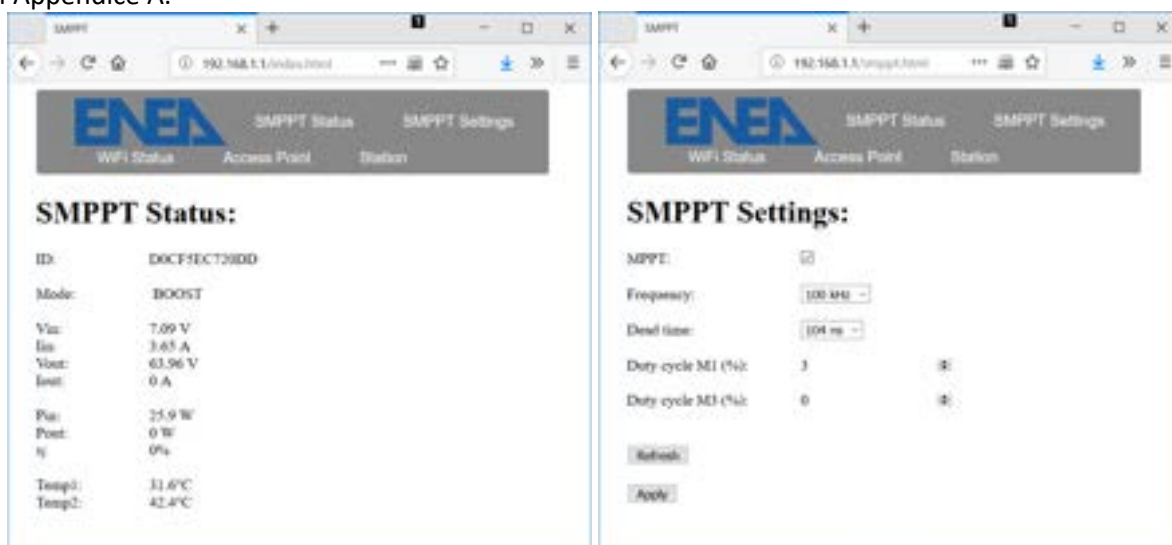 Appendice A.
SMPPT
192.168.1.1/index.html
ENEA
SMPPT Status
SMPPT Settings
WiFi Status
Access Point
Station
SMPPT Status:
ID:
D0CF5EC720DD
Mode:
BOOST
Vin:
7.09 V
Iin:
3.65 A
Vout:
63.96 V
Iout:
0 A
Pin:
25.9 W
Pout:
0 W
η:
0%
Temp1:
31.6°C
Temp2:
42.4°C
SMPPT
192.168.1.1/smppt.html
ENEA
SMPPT Status
SMPPT Settings
WiFi Status
Access Point
Station
SMPPT Settings:
MPPT:
Frequency:
100 kHz
Dead time:
104 ns
Duty cycle M1 (%):
3
Duty cycle M3 (%):
0
Refresh
Apply